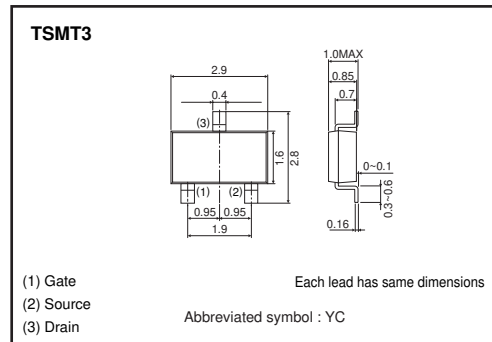 TSMT3
1.0MAX
2.9
0.85
0.4
0.7
(3)
1.6
2.8
0~0.1
(1) (2)
0.3~0.6
0.95 0.95
0.16
1.9
(1) Gate
Each lead has same dimensions
(2) Source
Abbreviated symbol : YC
(3) Drain